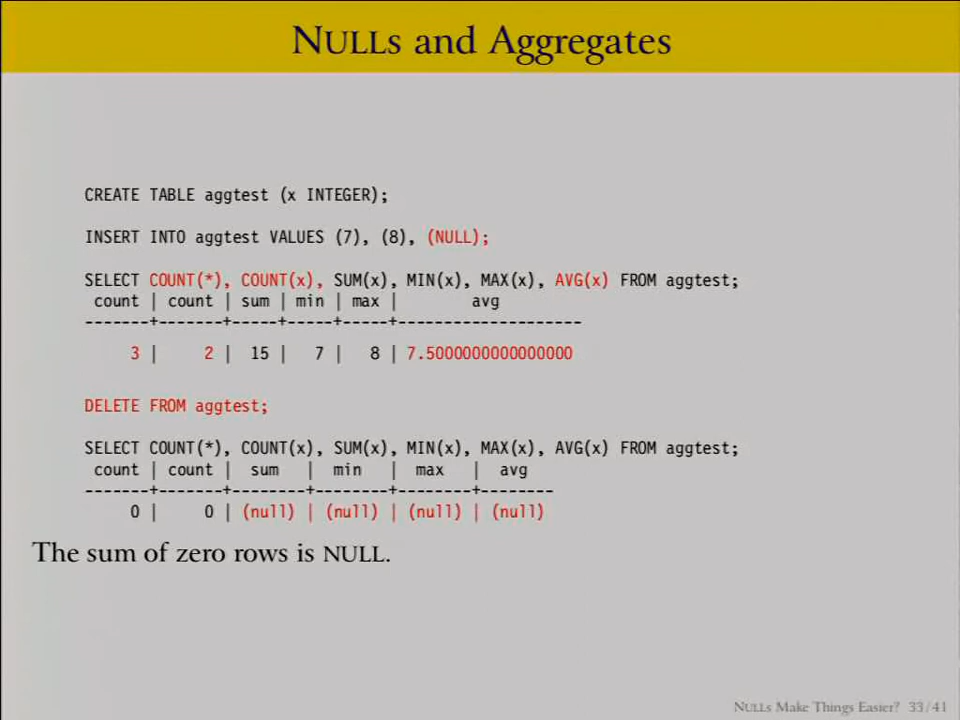 NULLs and Aggregates
CREATE TABLE aggtest (x INTEGER);
INSERT INTO aggtest VALUES (7), (8), (NULL);
SELECT COUNT(*), COUNT(x), SUM(x), MIN(x), MAX(x), AVG(x) FROM aggtest;
 count | count | sum | min | max |        avg
-------+-------+-----+-----+-----+--------------------
     3 |     2 |  15 |   7 |   8 | 7.5000000000000000
DELETE FROM aggtest;
SELECT COUNT(*), COUNT(x), SUM(x), MIN(x), MAX(x), AVG(x) FROM aggtest;
 count | count |  sum   |  min   |  max   |  avg
-------+-------+--------+--------+--------+--------
     0 |     0 | (null) | (null) | (null) | (null)
The sum of zero rows is NULL.
NULLs Make Things Easier? 33/41